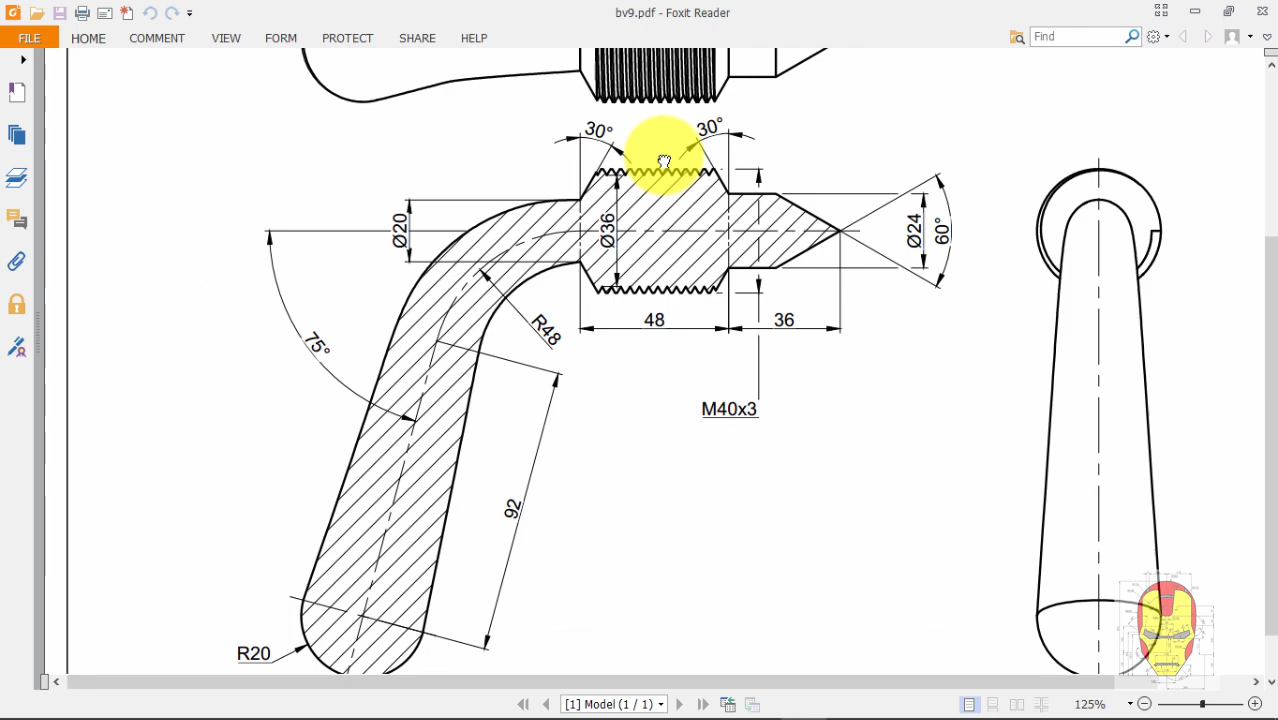 bv9.pdf - Foxit Reader
FILE HOME COMMENT VIEW FORM PROTECT SHARE HELP Find
30° 30°
Ø20 Ø36 Ø24 60°
R48 48 36
75°
M40x3
92
R20
[1] Model (1 / 1) 125%